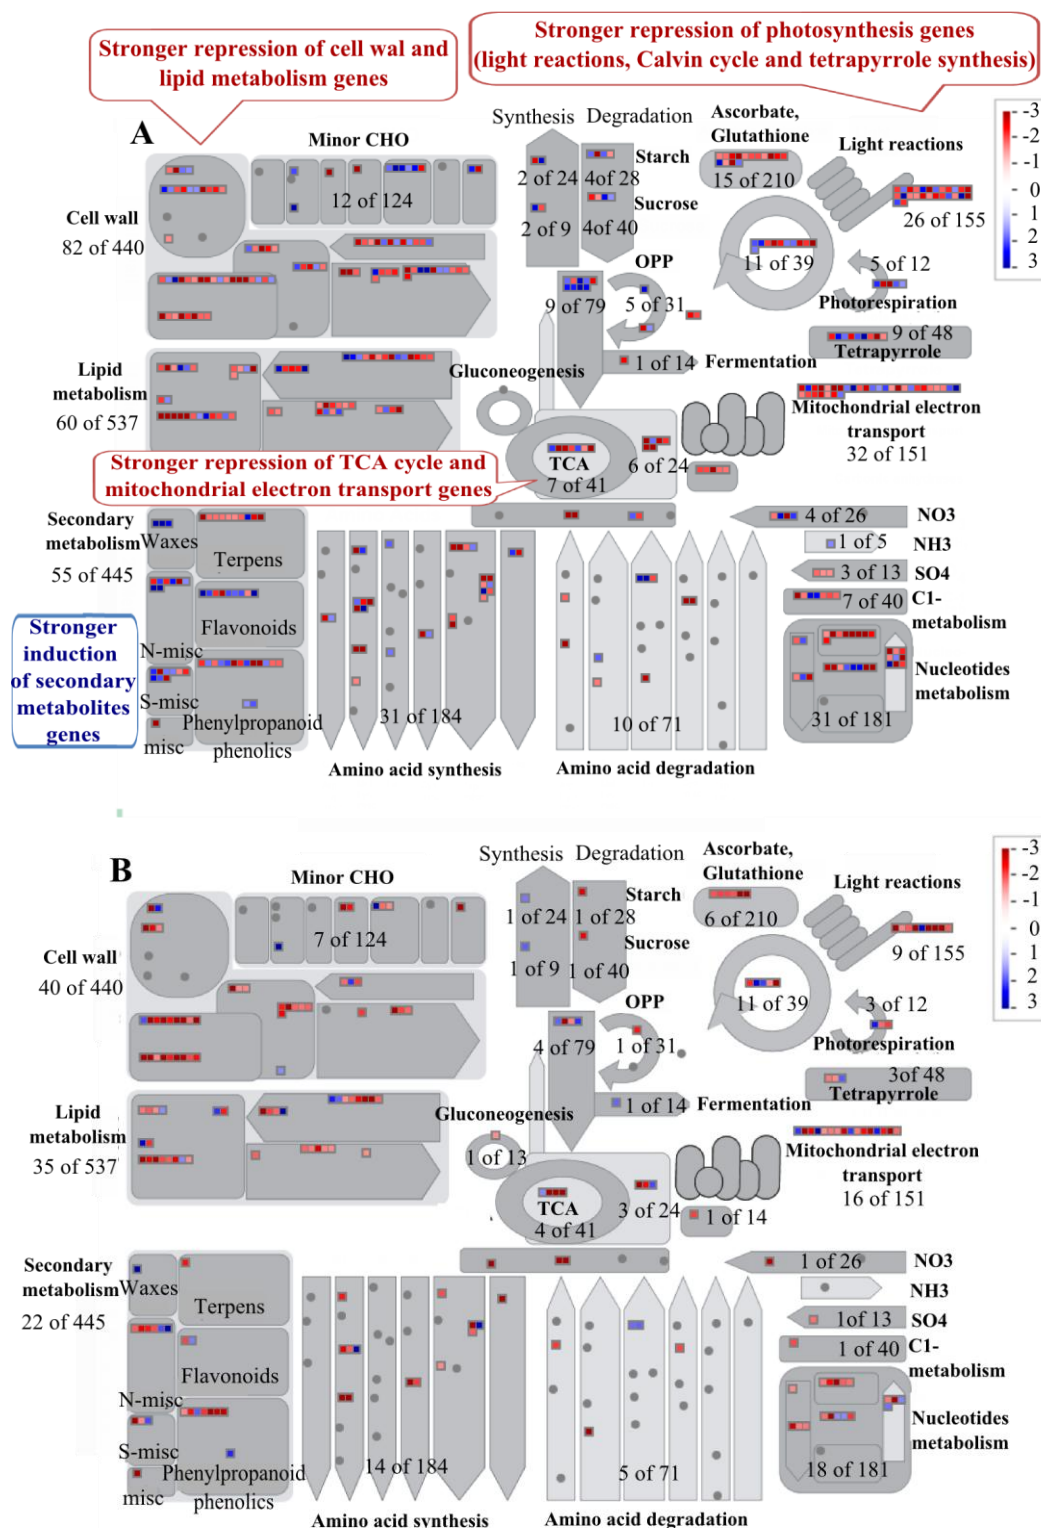 Stronger repression of cell wal and
lipid metabolism genes
Stronger repression of photosynthesis genes
(light reactions, Calvin cycle and tetrapyrrole synthesis)
A
Minor CHO
12 of 124
Cell wall
82 of 440
Synthesis
Degradation
Starch
2 of 24
4of 28
Sucrose
2 of 9
4of 40
OPP
9 of 79
5 of 31
1 of 14
Fermentation
Gluconeogenesis
Ascorbate,
Glutathione
15 of 210
Light reactions
26 of 155
11 of 39
5 of 12
Photorespiration
9 of 48
Tetrapyrrole
Mitochondrial electron
transport
32 of 151
-3
-2
-1
0
1
2
3
Lipid
metabolism
60 of 537
Stronger repression of TCA cycle and
mitochondrial electron transport genes
TCA
7 of 41
6 of 24
Secondary
metabolism
55 of 445
Waxes
Terpens
Flavonoids
N-misc
S-misc
misc
Phenylpropanoid
phenolics
Stronger
induction
of secondary
metabolites
genes
31 of 184
Amino acid synthesis
10 of 71
Amino acid degradation
4 of 26
NO3
1 of 5
NH3
3 of 13
SO4
7 of 40
C1-
metabolism
Nucleotides
metabolism
31 of 181
B
Minor CHO
7 of 124
Cell wall
40 of 440
Synthesis
Degradation
Starch
1 of 24
1 of 28
Sucrose
1 of 9
1 of 40
OPP
4 of 79
1 of 31
1 of 14
Fermentation
Gluconeogenesis
1 of 13
Ascorbate,
Glutathione
6 of 210
Light reactions
9 of 155
11 of 39
3 of 12
Photorespiration
3of 48
Tetrapyrrole
Mitochondrial electron
transport
16 of 151
-3
-2
-1
0
1
2
3
Lipid
metabolism
35 of 537
TCA
4 of 41
3 of 24
1 of 14
Secondary
metabolism
22 of 445
Waxes
Terpens
Flavonoids
N-misc
S-misc
misc
Phenylpropanoid
phenolics
14 of 184
Amino acid synthesis
5 of 71
Amino acid degradation
1 of 26
NO3
NH3
1of 13
SO4
1 of 40
C1-
metabolism
Nucleotides
metabolism
18 of 181